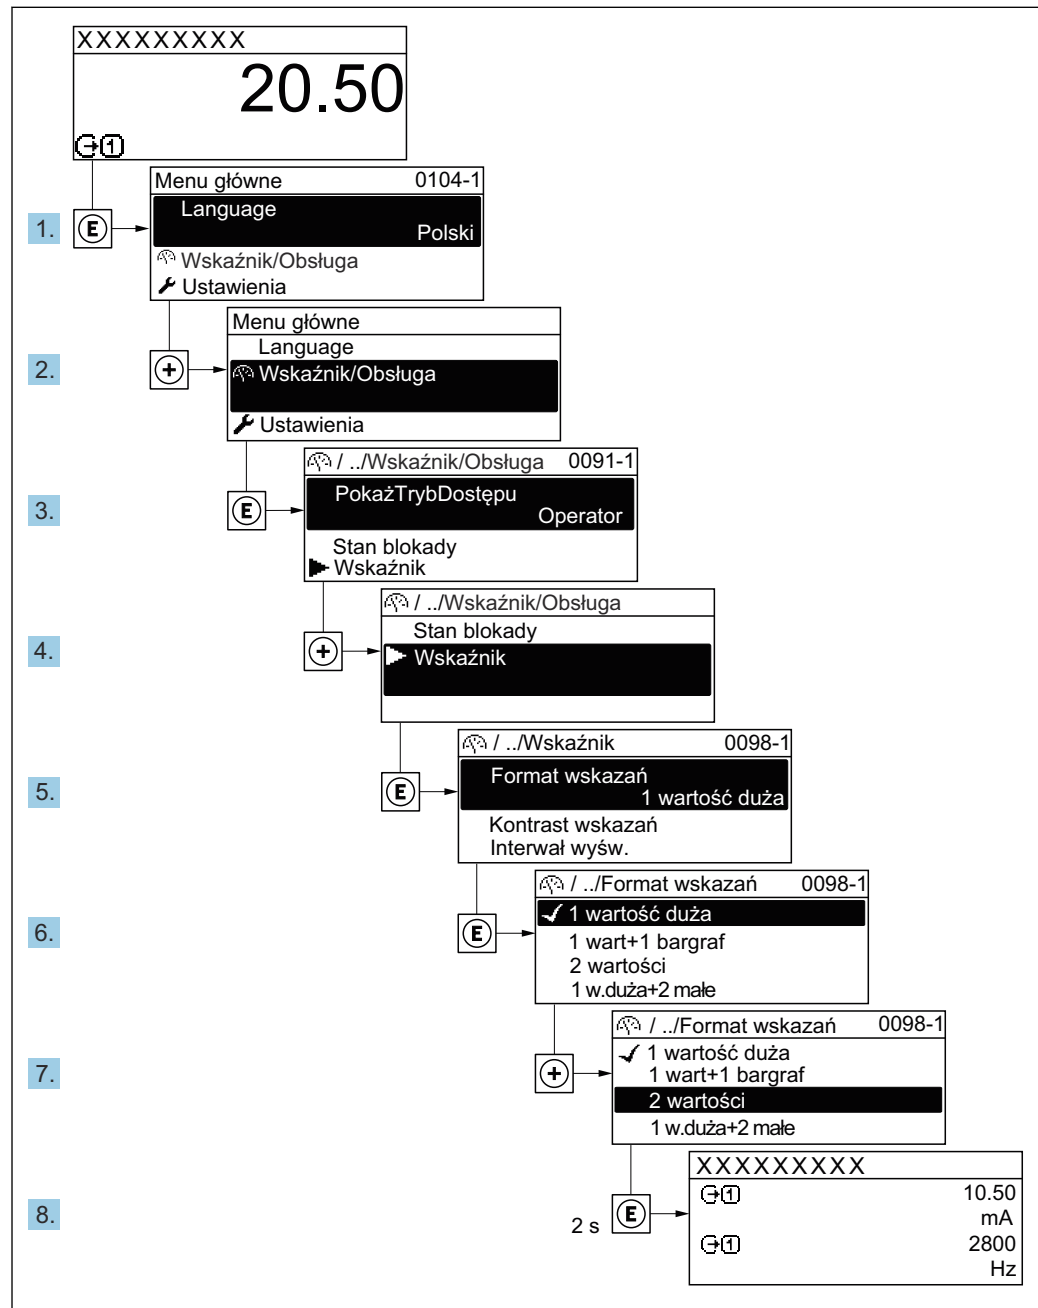 XXXXXXXXX
20.50
1
Menu główne 0104-1
1. E Language
Polski
Wskaźnik/Obsługa
Ustawienia
Menu główne
Language
2. + Wskaźnik/Obsługa
Ustawienia
/ ../Wskaźnik/Obsługa 0091-1
PokażTrybDostępu
3. E Operator
Stan blokady
Wskaźnik
/ ../Wskaźnik/Obsługa
Stan blokady
4. + Wskaźnik
/ ../Wskaźnik 0098-1
Format wskazań
5. E 1 wartość duża
Kontrast wskazań
Interwał wyśw.
/ ../Format wskazań 0098-1
1 wartość duża
6. E 1 wart+1 bargraf
2 wartości
1 w.duża+2 małe
/ ../Format wskazań 0098-1
1 wartość duża
7. + 1 wart+1 bargraf
2 wartości
1 w.duża+2 małe
XXXXXXXXX
1 10.50
8. 2 s E mA
1 2800
Hz